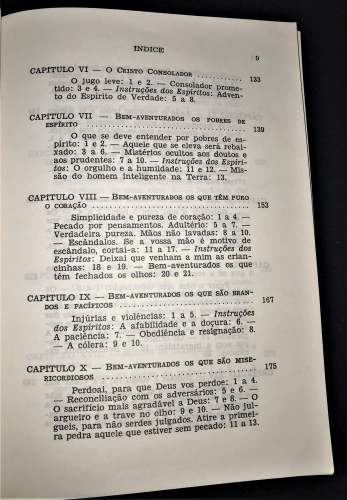 INDICE
9
CAPITULO VI — O CRISTO CONSOLADOR ............ 133
O jugo leve: 1 e 2. — Consolador prome-
tido: 3 e 4. — Instruções dos Espíritos: Adven-
to do Espírito de Verdade: 5 a 8.
CAPITULO VII — BEM-AVENTURADOS OS POBRES DE
ESPÍRITO ........................................ 139
O que se deve entender por pobres de es-
pírito: 1 e 2. — Aquele que se eleva será rebai-
xado: 3 a 6. — Mistérios ocultos aos doutos e
aos prudentes: 7 a 10. — Instruções dos Espíri-
tos: O orgulho e a humildade: 11 e 12. — Mis-
são do homem inteligente na Terra: 13.
CAPITULO VIII — BEM-AVENTURADOS OS QUE TÊM PURO
O CORAÇÃO ........................................ 153
Simplicidade e pureza de coração: 1 a 4. —
Pecado por pensamentos. Adultério: 5 a 7. —
Verdadeira pureza. Mãos não lavadas: 8 a 10.
— Escândalos. Se a vossa mão é motivo de
escândalo, cortai-a: 11 a 17. — Instruções dos
Espíritos: Deixai que venham a mim as crian-
cinhas: 18 e 19. — Bem-aventurados os que
têm fechados os olhos: 20 e 21.
CAPITULO IX — BEM-AVENTURADOS OS QUE SÃO BRAN-
DOS E PACÍFICOS ........................................ 167
Injúrias e violências: 1 a 5. — Instruções
dos Espíritos: A afabilidade e a doçura: 6. —
A paciência: 7. — Obediência e resignação: 8.
— A cólera: 9 e 10.
CAPITULO X — BEM-AVENTURADOS OS QUE SÃO MISE-
RICORDIOSOS ........................................ 175
Perdoai, para que Deus vos perdoe: 1 a 4.
— Reconciliação com os adversários: 5 e 6. —
O sacrifício mais agradável a Deus: 7 e 8. — O
argueiro e a trave no olho: 9 e 10. — Não jul-
gueis, para não serdes julgados. Atire a primei-
ra pedra aquele que estiver sem pecado: 11 a 13.